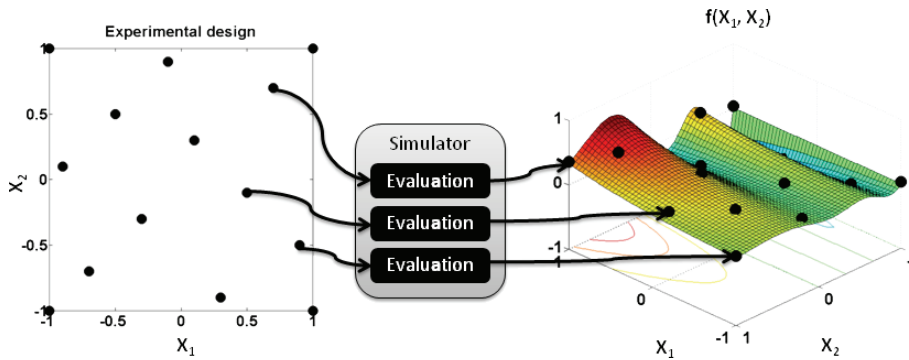 Experimental design
1
0.5
0
-0.5
-1
X2
-1
-0.5
0
0.5
1
X1
Simulator
Evaluation
Evaluation
Evaluation
f(X1, X2)
1
0
-1
1
0
-1
X1
1
0
-1
X2